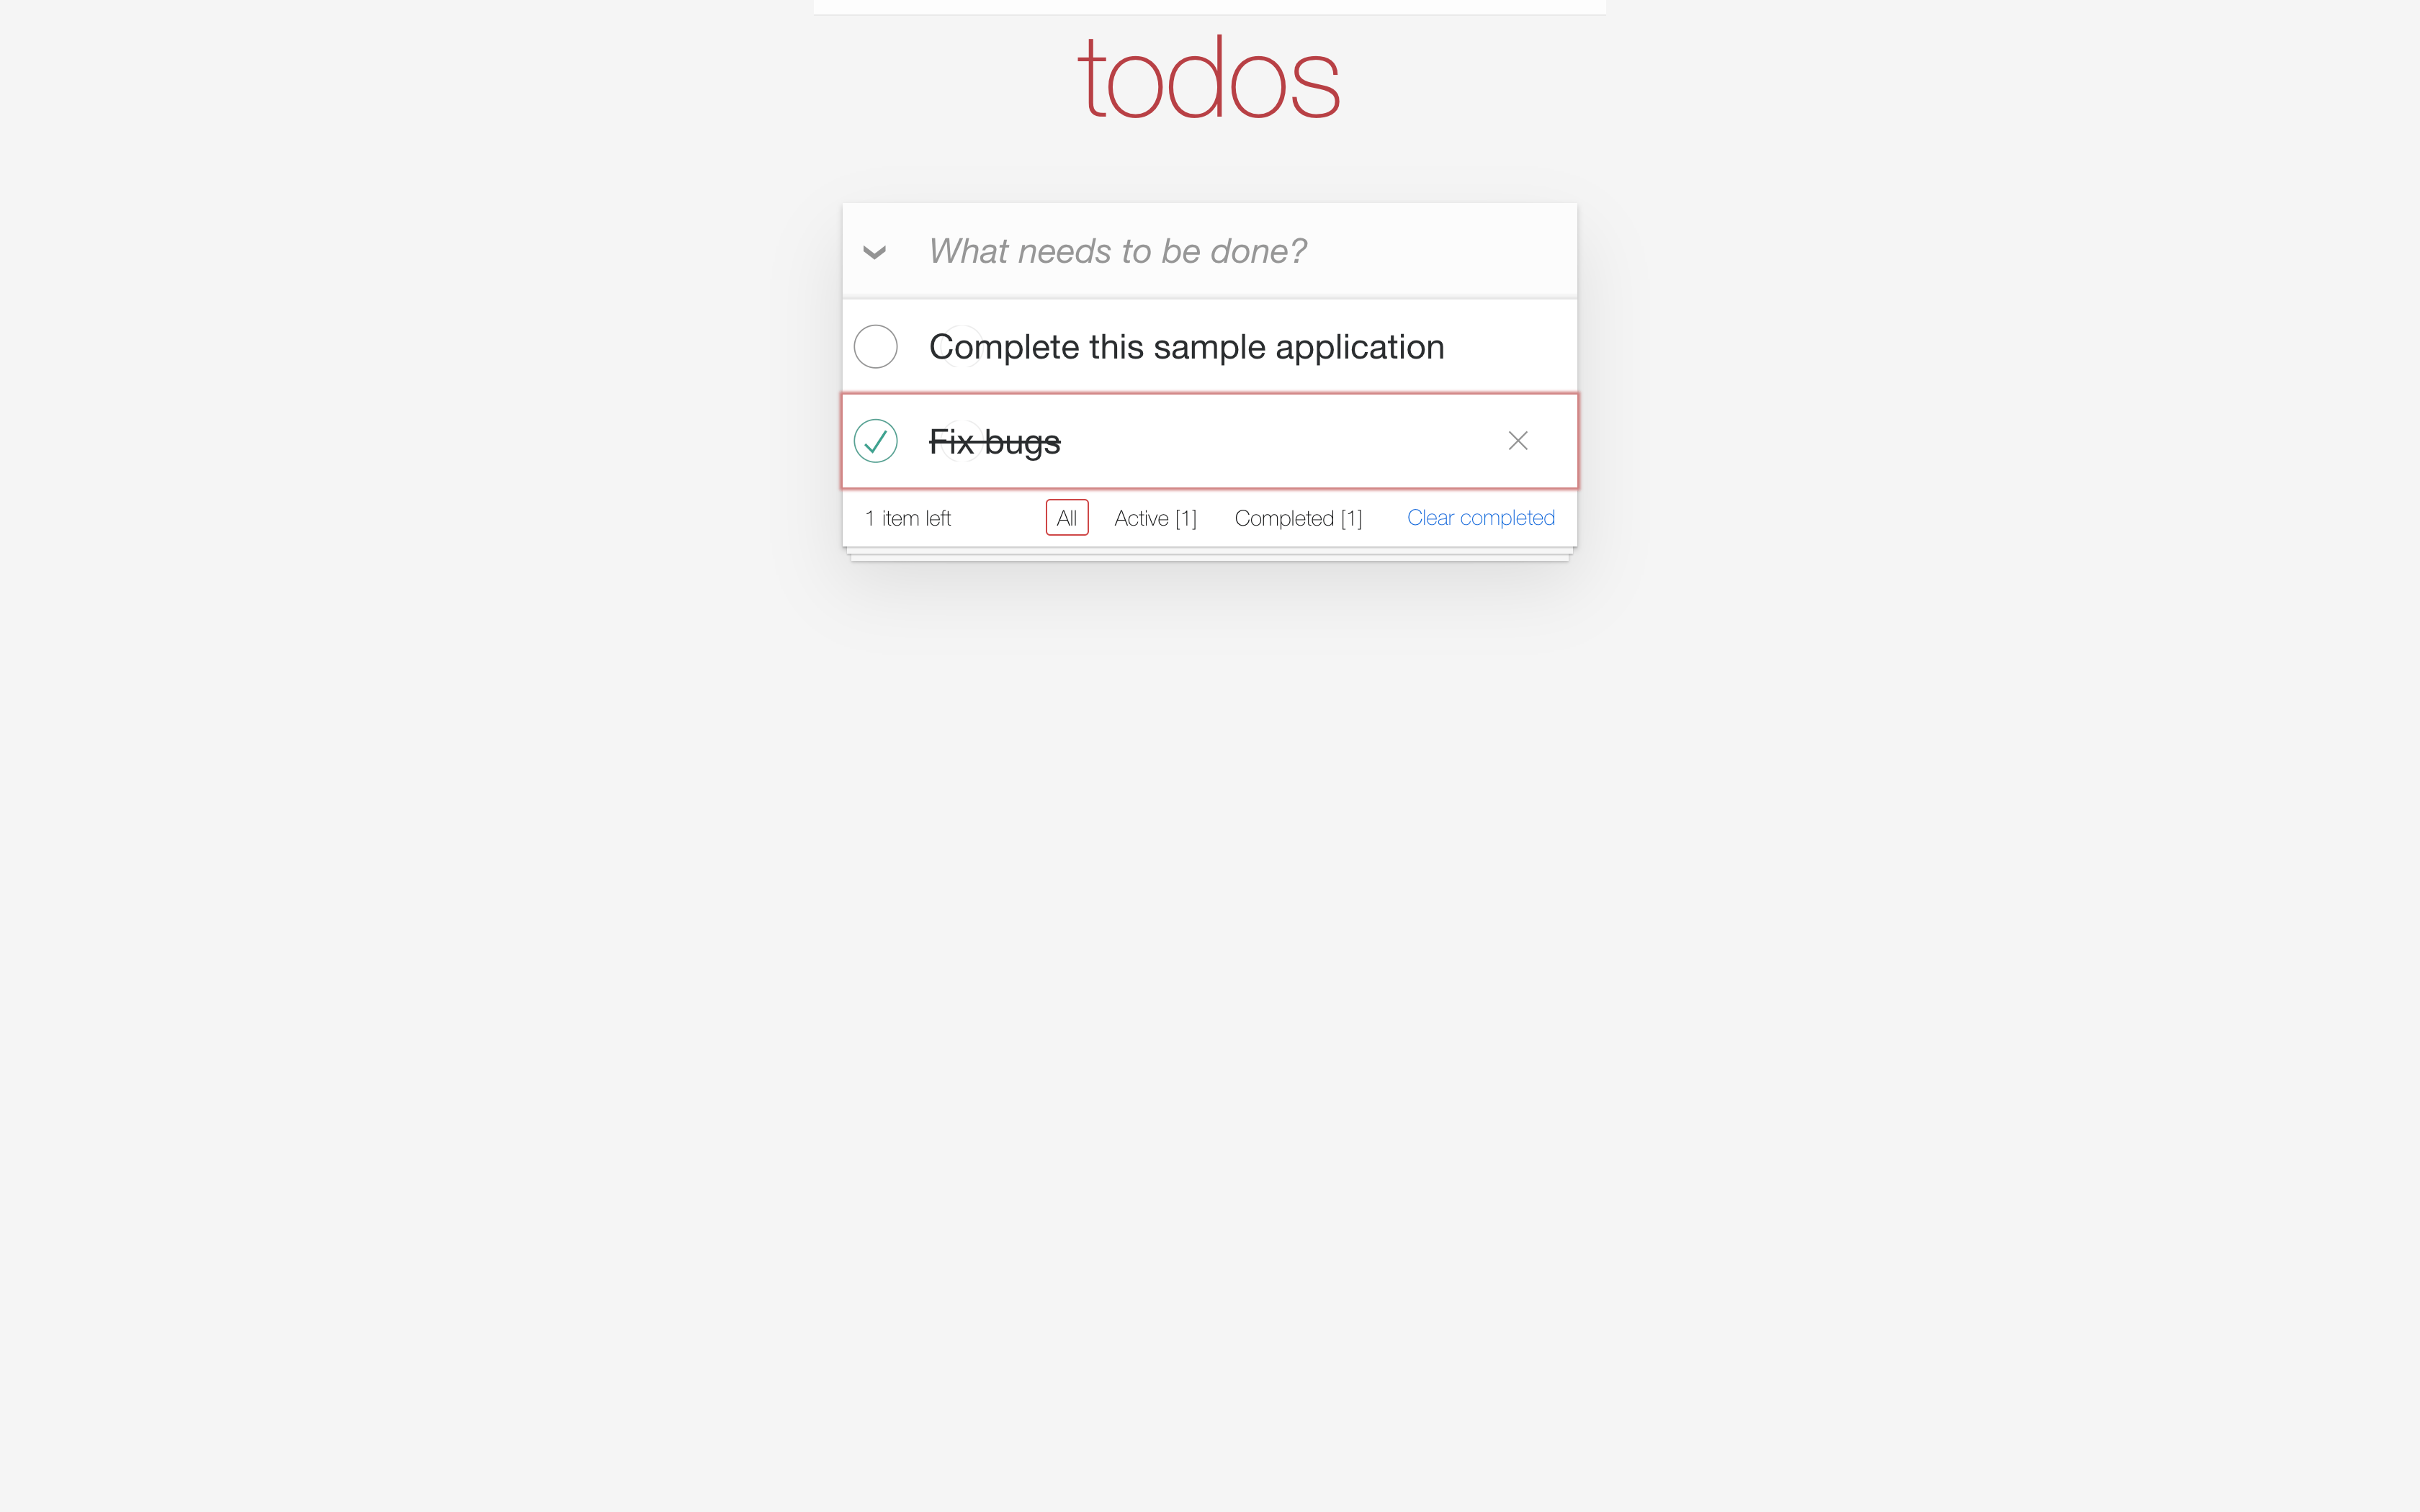 todos
What needs to be done?
Complete this sample application
Fix bugs
1 item left All Active [1] Completed [1] Clear completed